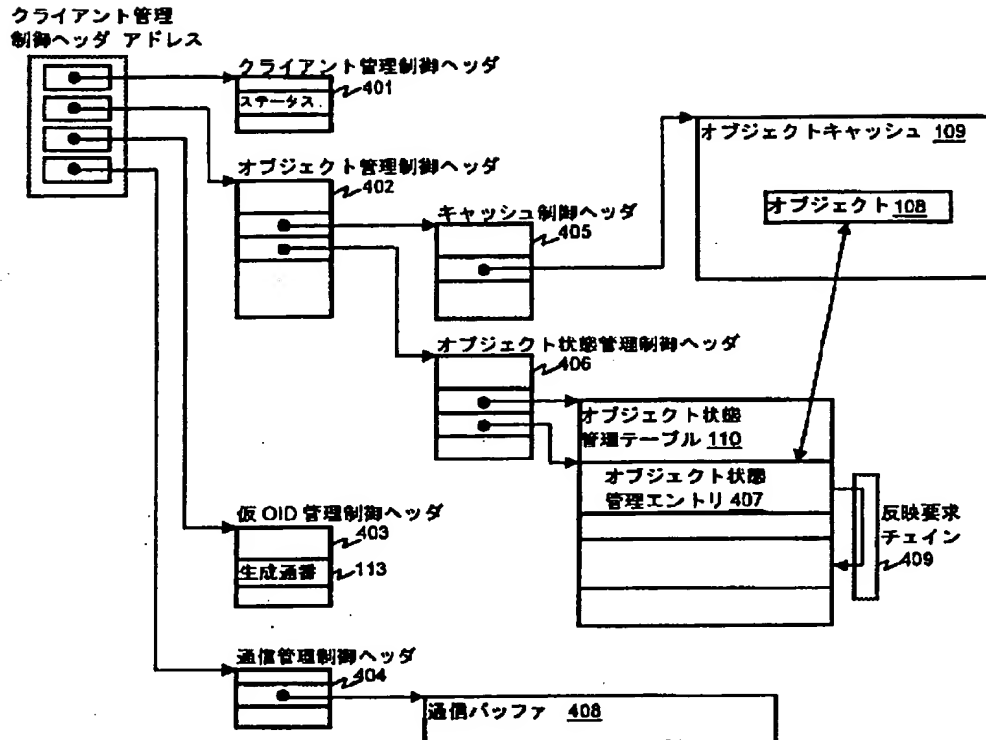 クライアント管理
制御ヘッダ アドレス
クライアント管理制御ヘッダ
401
ステータス
オブジェクト管理制御ヘッダ
402
キャッシュ制御ヘッダ
405
オブジェクトキャッシュ 109
オブジェクト 108
オブジェクト状態管理制御ヘッダ
406
オブジェクト状態
管理テーブル 110
オブジェクト状態
管理エントリ 407
反映要求
チェイン
409
仮OID管理制御ヘッダ
403
生成通番
113
通信管理制御ヘッダ
404
通信バッファ 408